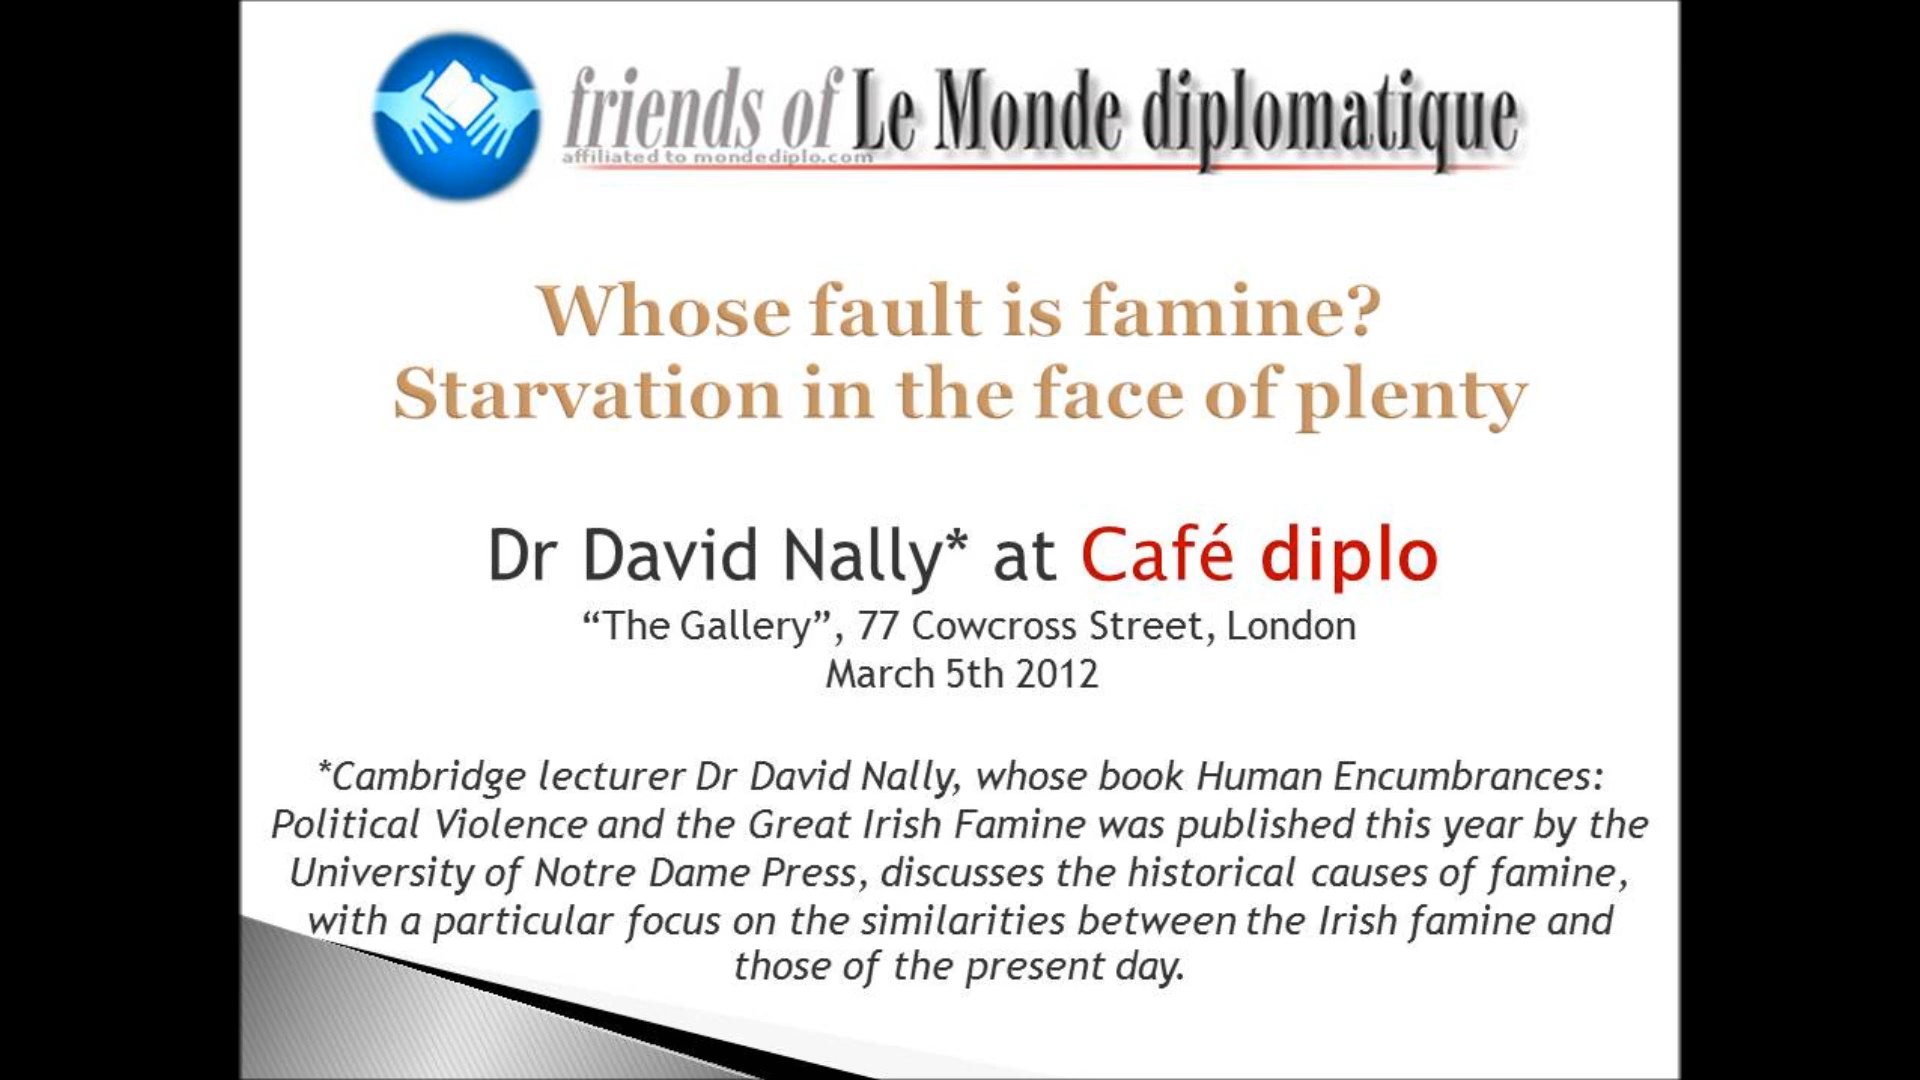 friends of Le Monde diplomatique
affiliated to mondediplo.com
Whose fault is famine?
Starvation in the face of plenty
Dr David Nally* at Café diplo
“The Gallery”, 77 Cowcross Street, London
March 5th 2012
*Cambridge lecturer Dr David Nally, whose book Human Encumbrances:
Political Violence and the Great Irish Famine was published this year by the
University of Notre Dame Press, discusses the historical causes of famine,
with a particular focus on the similarities between the Irish famine and
those of the present day.